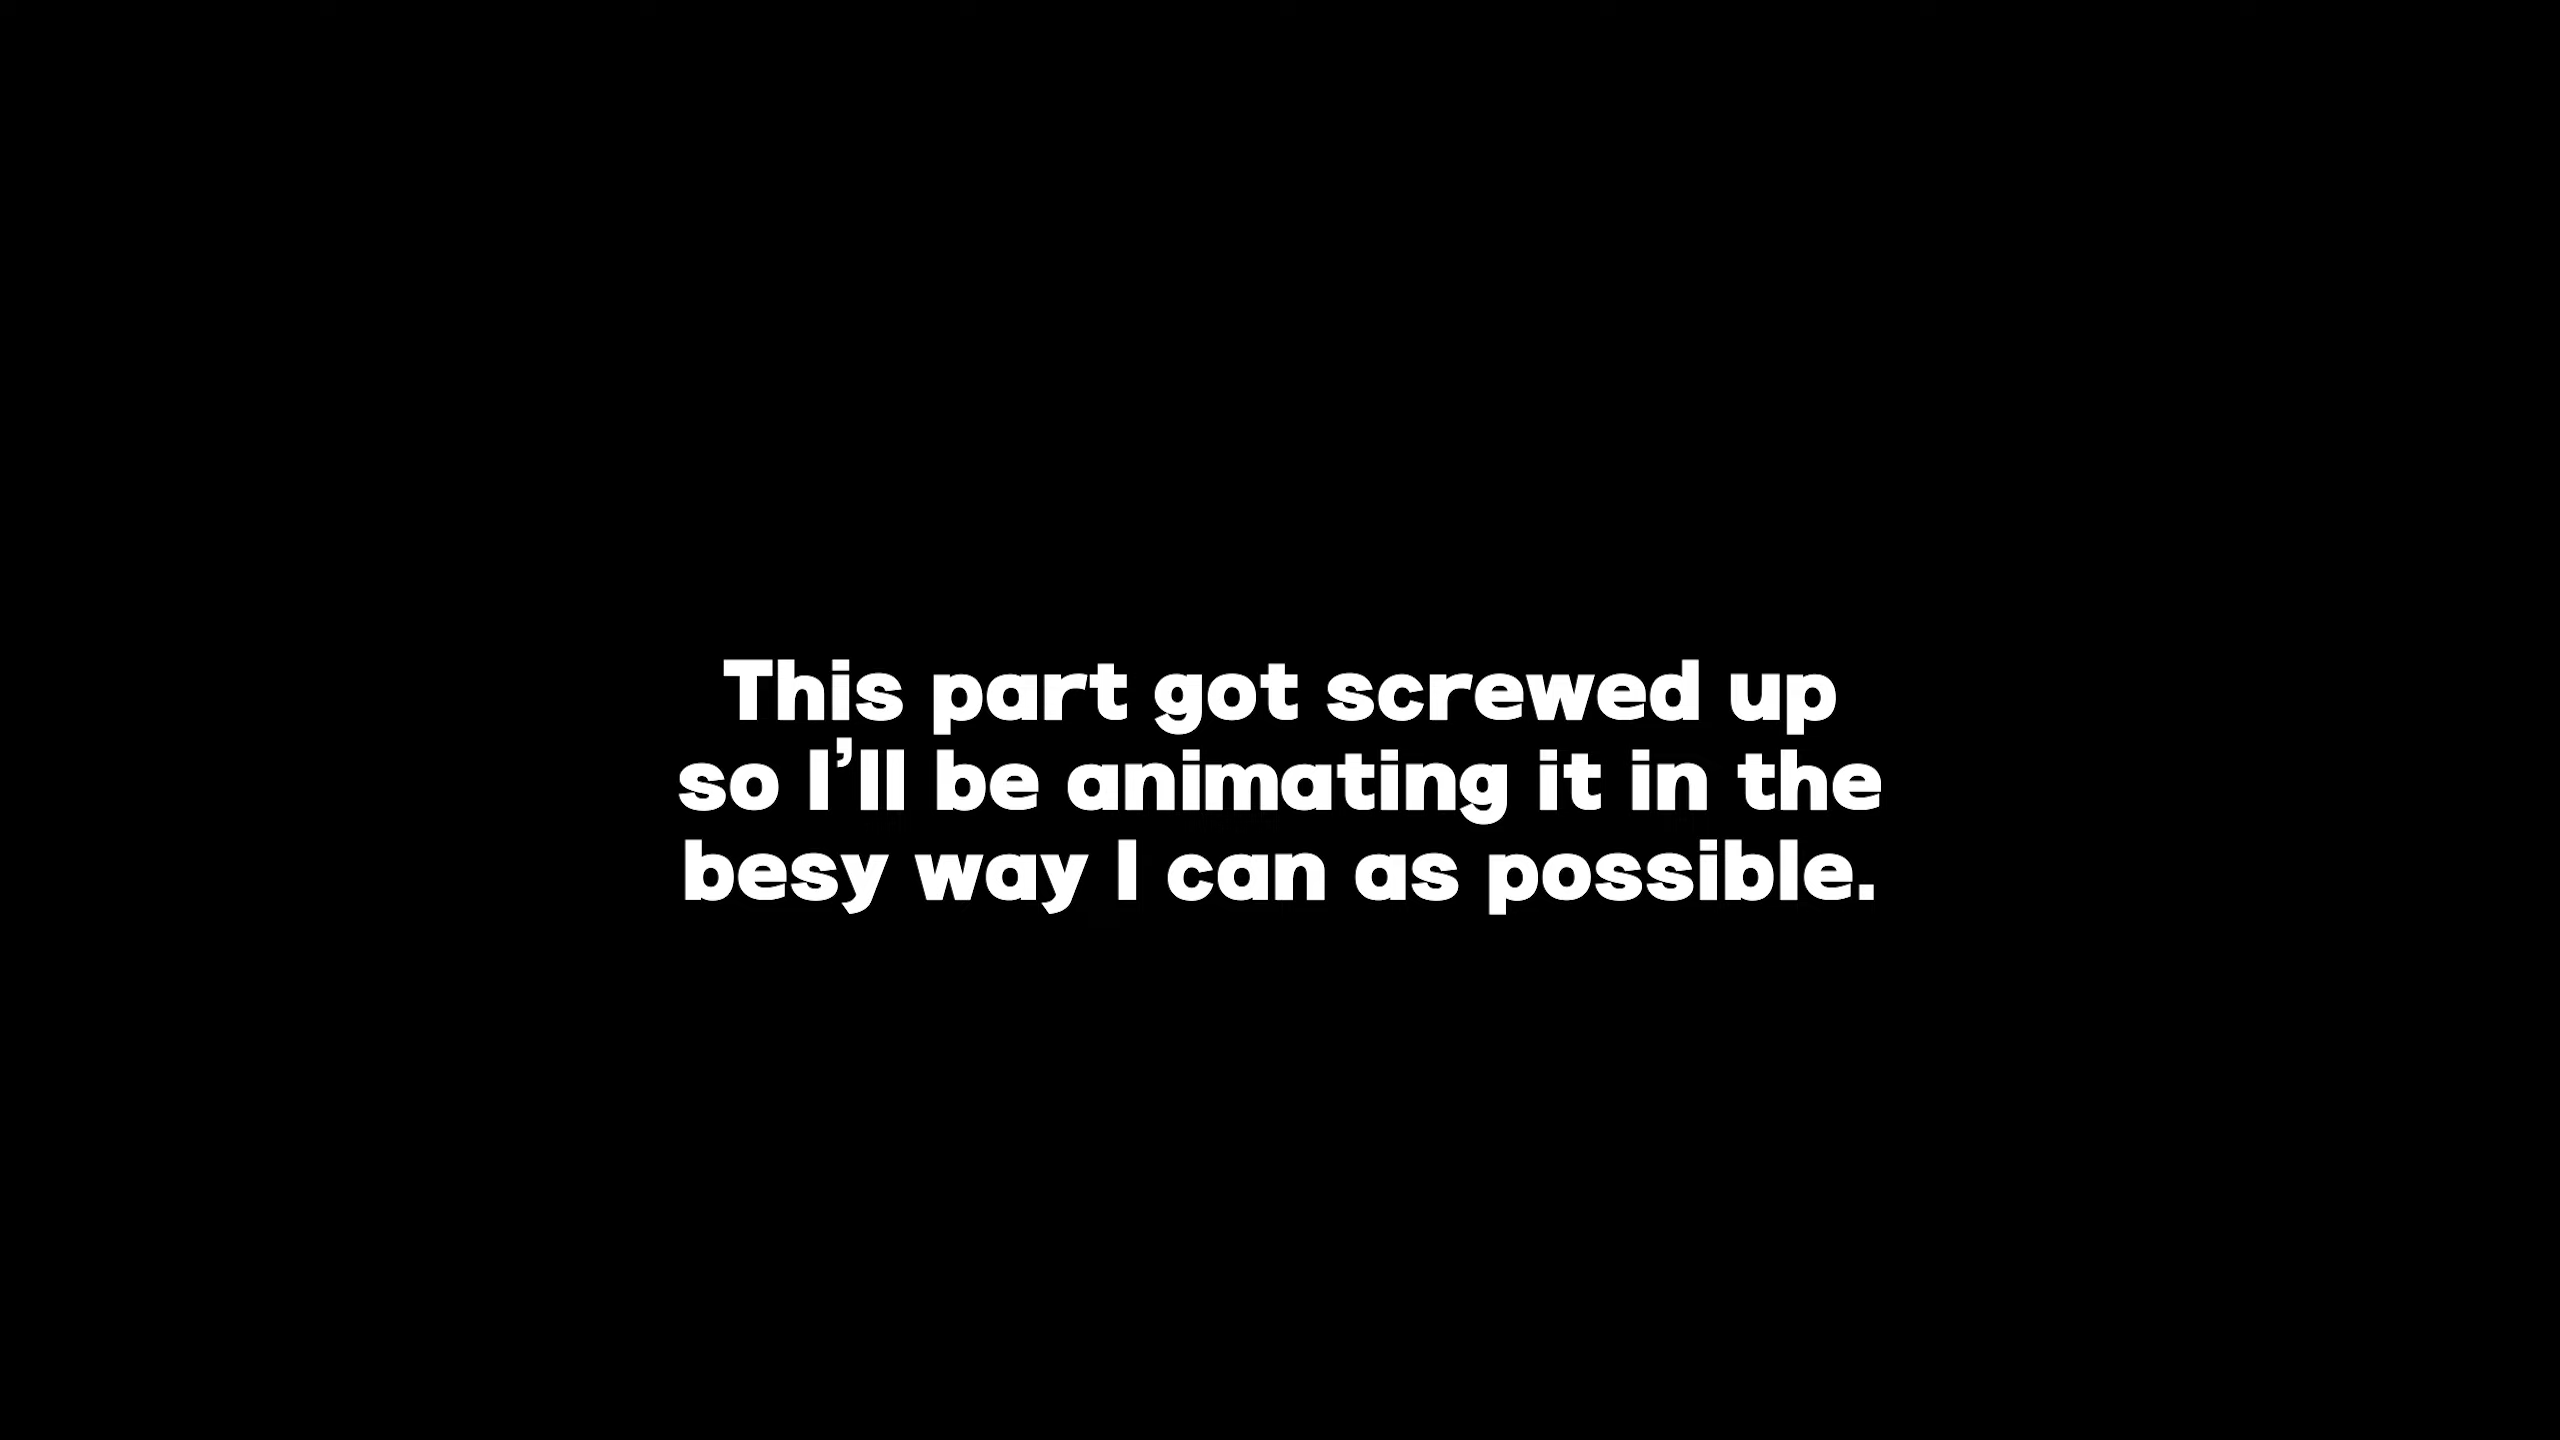 This part got screwed up
so I’ll be animating it in the
besy way I can as possible.